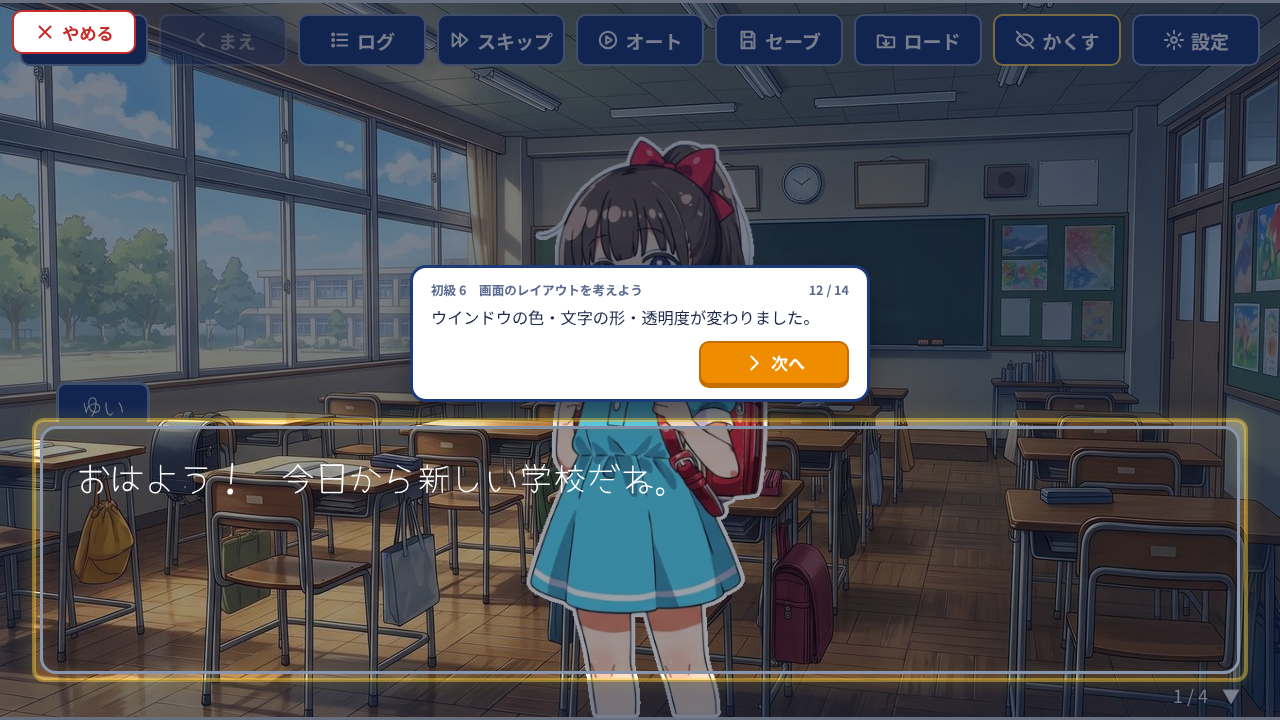 やめる
まえ
ログ
スキップ
オート
セーブ
ロード
かくす
設定
初級 6　画面のレイアウトを考えよう
12 / 14
ウインドウの色・文字の形・透明度が変わりました。
次へ
ゆい
おはよう！　今日から新しい学校だね。
1 / 4